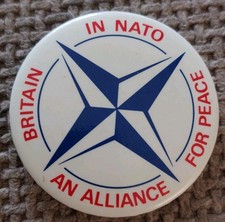 BRITAIN
IN NATO
AN ALLIANCE
FOR PEACE